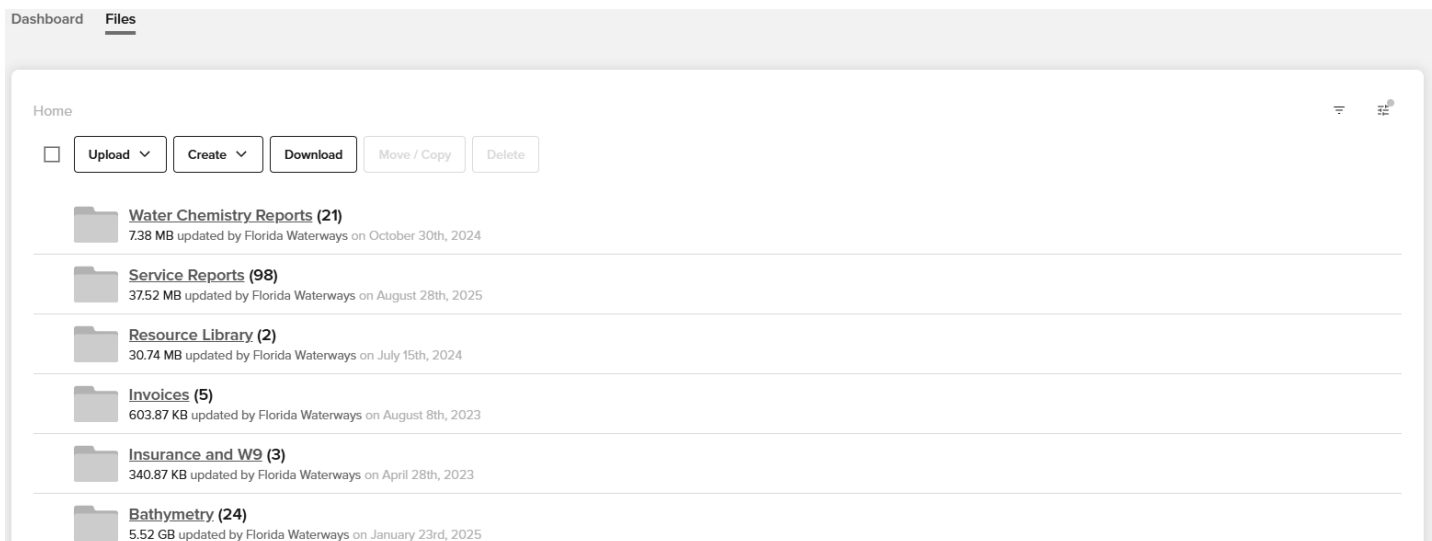 Dashboard Files
Home
Upload Create Download Move / Copy Delete
Water Chemistry Reports (21)
7.38 MB updated by Florida Waterways on October 30th, 2024
Service Reports (98)
37.52 MB updated by Florida Waterways on August 28th, 2025
Resource Library (2)
30.74 MB updated by Florida Waterways on July 15th, 2024
Invoices (5)
603.87 KB updated by Florida Waterways on August 8th, 2023
Insurance and W9 (3)
340.87 KB updated by Florida Waterways on April 28th, 2023
Bathymetry (24)
5.52 GB updated by Florida Waterways on January 23rd, 2025